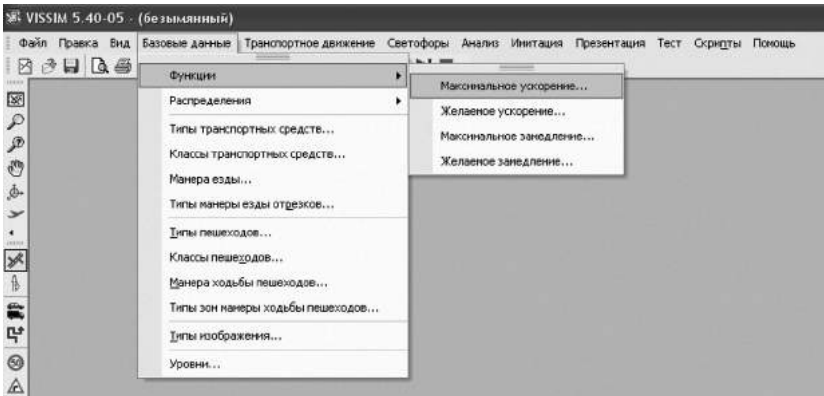 VISSIM 5.40-05 - (безымянный)
Файл Правка Вид Базовые данные Транспортное движение Светофоры Анализ Имитация Презентация Тест Скрипты Помощь
Функции
Распределения
Типы транспортных средств...
Классы транспортных средств...
Манера езды...
Типы манеры езды отрезков...
Типы пешеходов...
Классы пешеходов...
Манера ходьбы пешеходов...
Типы зон манеры ходьбы пешеходов...
Типы изображения...
Уровни...
Максимальное ускорение...
Желаемое ускорение...
Максимальное замедление...
Желаемое замедление...
50